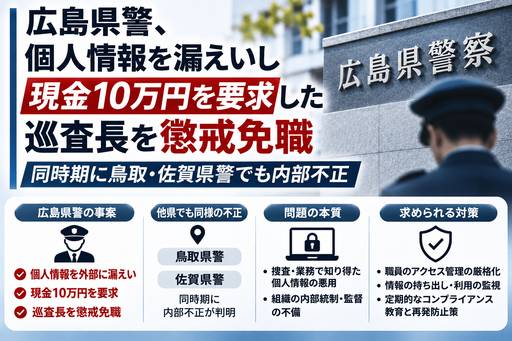 広島県警、
個人情報を漏えいし
現金10万円を要求した
巡査長を懲戒免職
同時期に鳥取・佐賀県警でも内部不正
広島県警察
広島県警の事案
個人情報を外部に漏えい
現金10万円を要求
巡査長を懲戒免職
他県でも同様の不正
鳥取県警
佐賀県警
同時期に
内部不正が判明
問題の本質
・捜査・業務で知り得た
個人情報の悪用
・組織の内部統制・監督
の不備
求められる対策
・職員のアクセス管理の厳格化
・情報の持ち出し・利用の監視
・定期的なコンプライアンス
教育と再発防止策